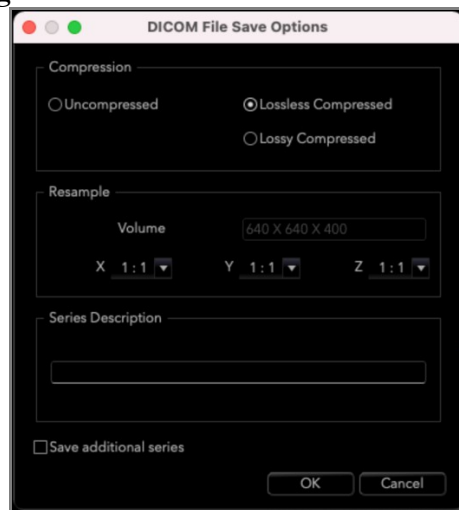 DICOM File Save Options
Compression
Uncompressed
Lossless Compressed
Lossy Compressed
Resample
Volume 640 X 640 X 400
X 1 : 1 Y 1 : 1 Z 1 : 1
Series Description
Save additional series
OK Cancel